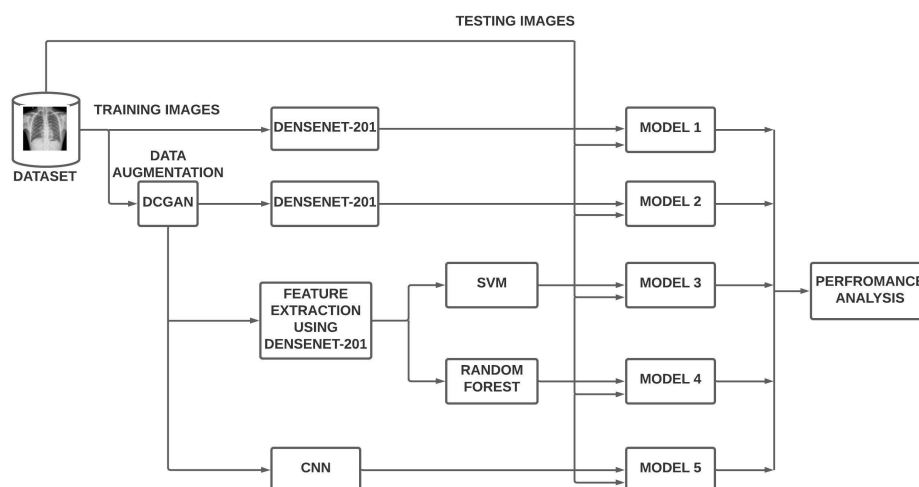 TESTING IMAGES
TRAINING IMAGES
DATASET
DENSENET-201
MODEL 1
DATA
AUGMENTATION
DCGAN
DENSENET-201
MODEL 2
FEATURE
EXTRACTION
USING
DENSENET-201
SVM
MODEL 3
PERFROMANCE
ANALYSIS
RANDOM
FOREST
MODEL 4
CNN
MODEL 5